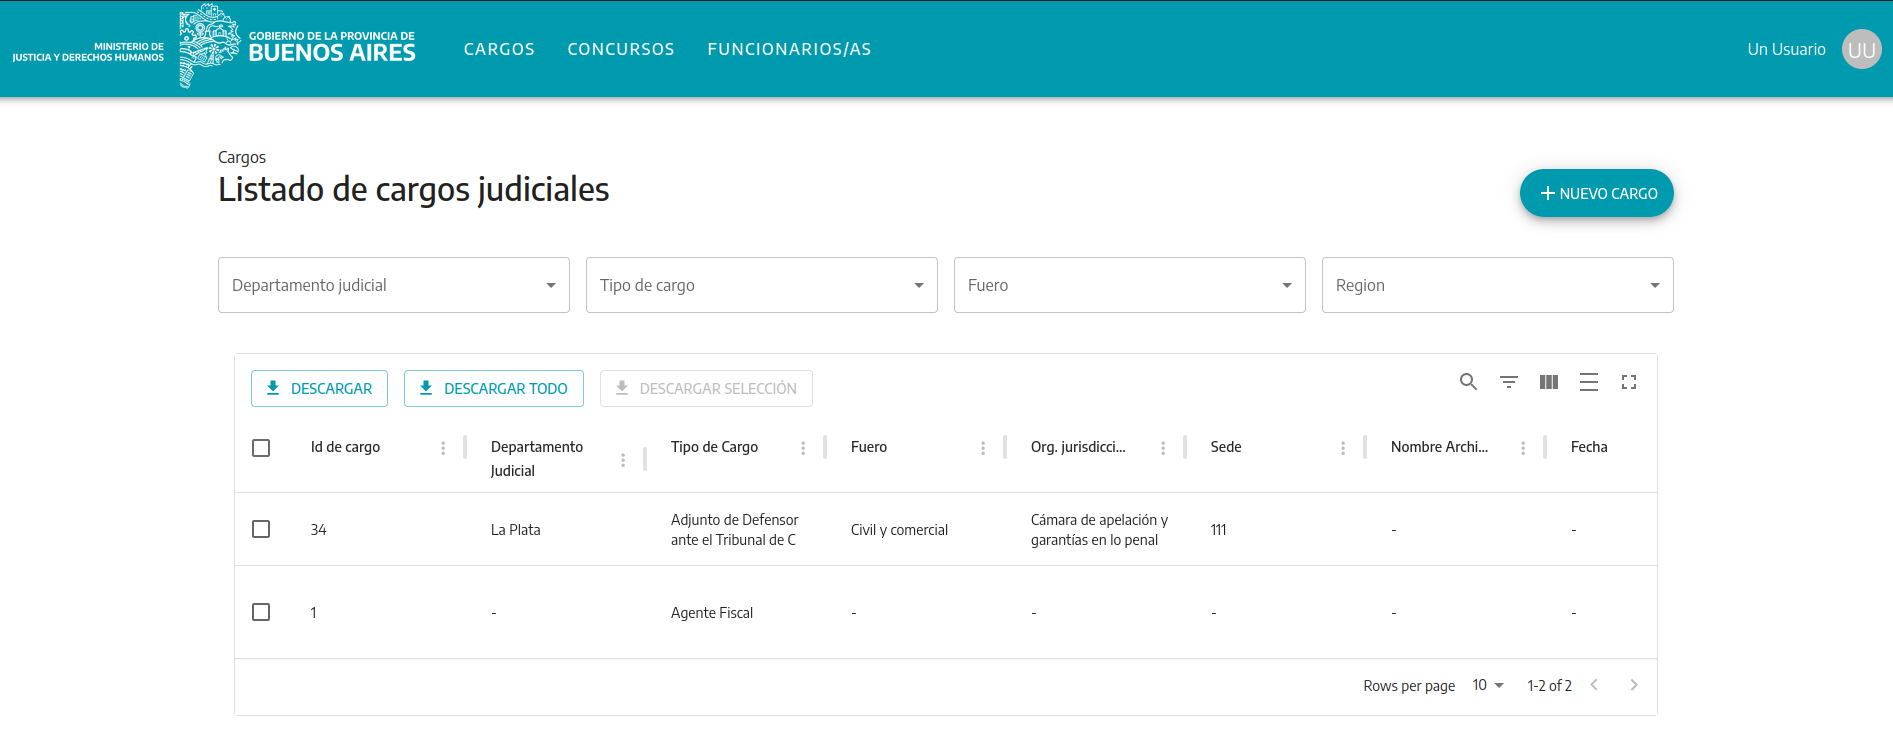 MINISTERIO DE
JUSTICIA Y DERECHOS HUMANOS
GOBIERNO DE LA PROVINCIA DE
BUENOS AIRES
CARGOS
CONCURSOS
FUNCIONARIOS/AS
Un Usuario
UU
Cargos
Listado de cargos judiciales
NUEVO CARGO
Departamento judicial
Tipo de cargo
Fuero
Region
DESCARGAR
DESCARGAR TODO
DESCARGAR SELECCIÓN
Id de cargo
Departamento
Judicial
Tipo de Cargo
Fuero
Org. jurisdicci...
Sede
Nombre Archi...
Fecha
34
La Plata
Adjunto de Defensor
ante el Tribunal de C
Civil y comercial
Cámara de apelación y
garantías en lo penal
111
-
-
1
-
Agente Fiscal
-
-
-
-
-
Rows per page
10
1-2 of 2